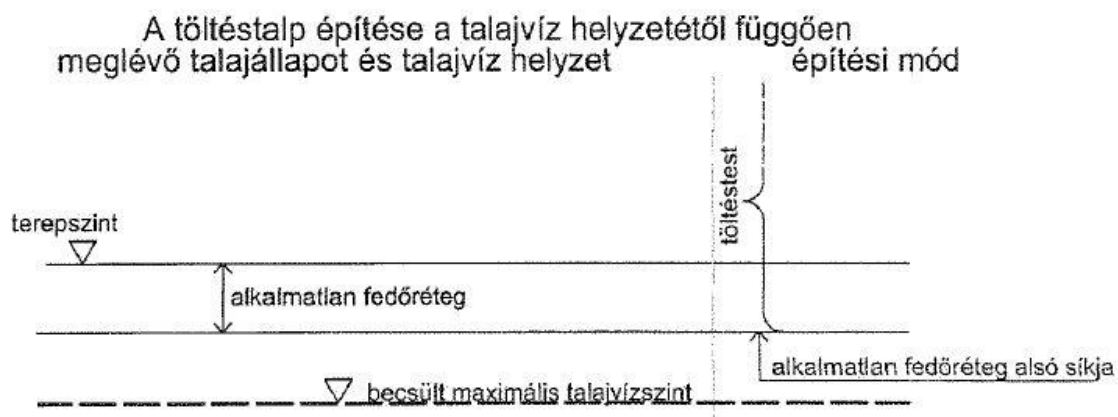 A töltéstalp építése a talajvíz helyzetétől függően
meglévő talajállapot és talajvíz helyzet
építési mód
töltéstest
terepszint
alkalmatlan fedőréteg
alkalmatlan fedőréteg alsó síkja
becsült maximális talajvízszint